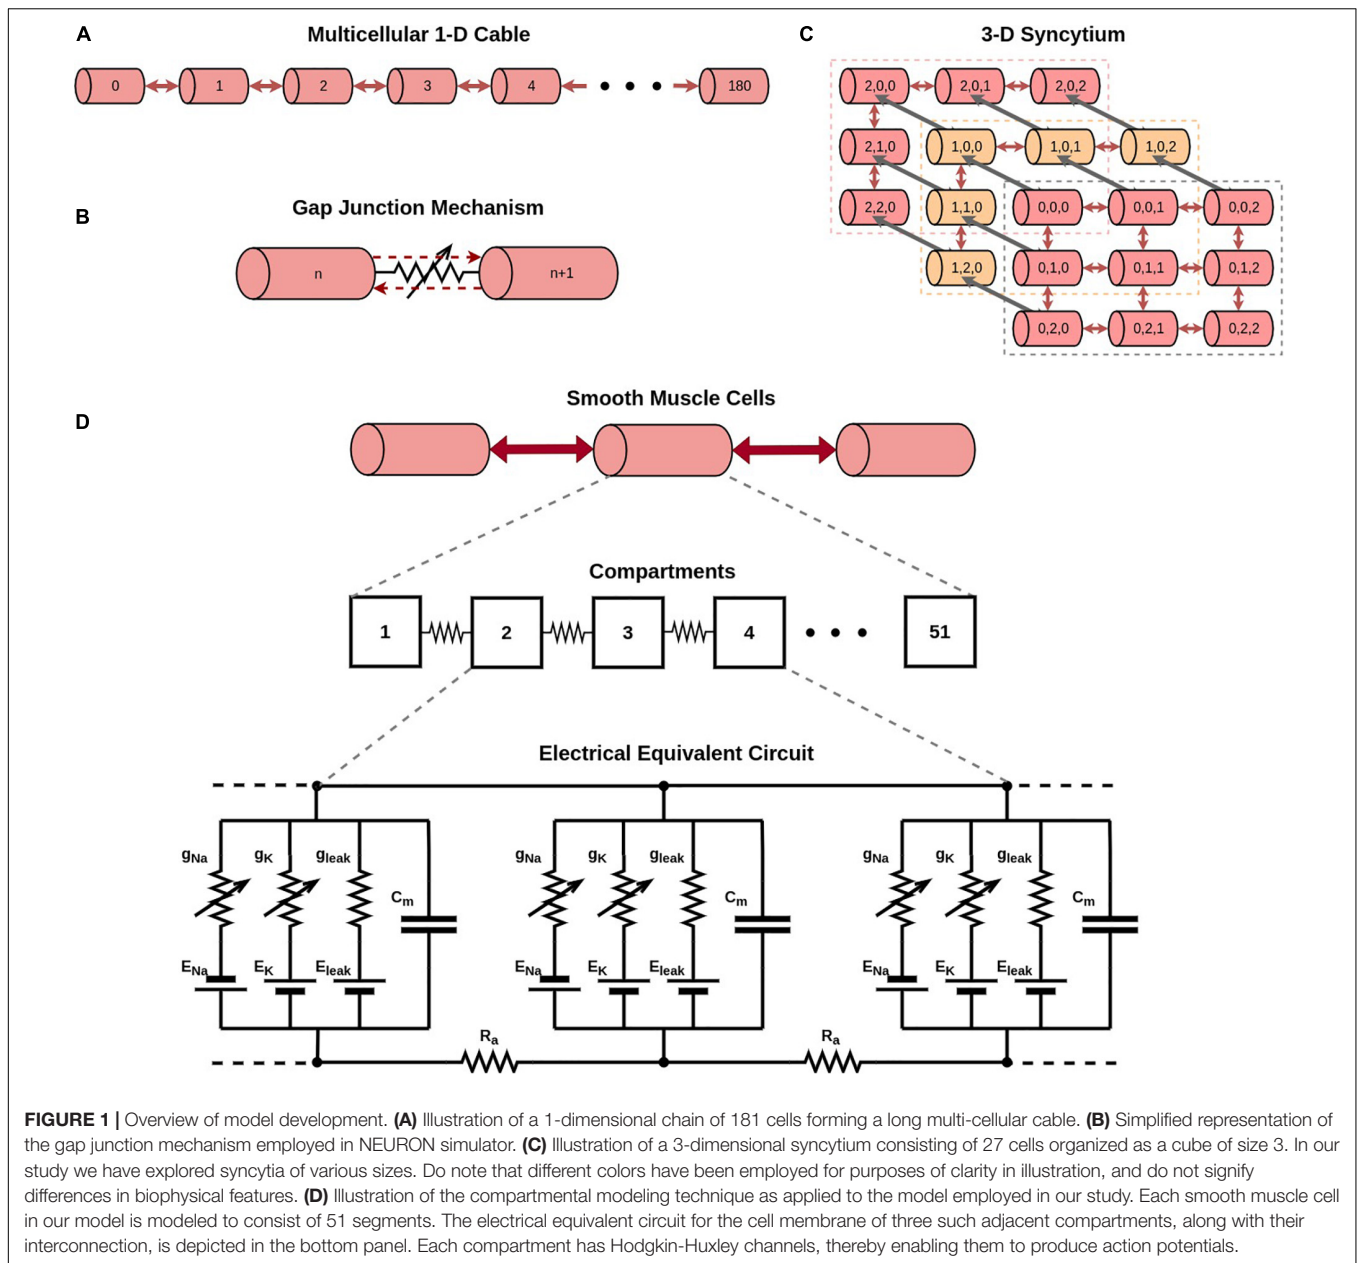 A
Multicellular 1-D Cable
0 1 2 3 4 180
B
Gap Junction Mechanism
n n+1
C
3-D Syncytium
2,0,0 2,0,1 2,0,2
2,1,0 1,0,0 1,0,1 1,0,2
2,2,0 1,1,0 0,0,0 0,0,1 0,0,2
1,2,0 0,1,0 0,1,1 0,1,2
0,2,0 0,2,1 0,2,2
D
Smooth Muscle Cells
Compartments
1 2 3 4 51
Electrical Equivalent Circuit
gNa gK gleak gNa gK gleak gNa gK gleak
Cm Cm Cm
ENa EK Eleak ENa EK Eleak ENa EK Eleak
Ra Ra
FIGURE 1 | Overview of model development. (A) Illustration of a 1-dimensional chain of 181 cells forming a long multi-cellular cable. (B) Simplified representation of
the gap junction mechanism employed in NEURON simulator. (C) Illustration of a 3-dimensional syncytium consisting of 27 cells organized as a cube of size 3. In our
study we have explored syncytia of various sizes. Do note that different colors have been employed for purposes of clarity in illustration, and do not signify
differences in biophysical features. (D) Illustration of the compartmental modeling technique as applied to the model employed in our study. Each smooth muscle cell
in our model is modeled to consist of 51 segments. The electrical equivalent circuit for the cell membrane of three such adjacent compartments, along with their
interconnection, is depicted in the bottom panel. Each compartment has Hodgkin-Huxley channels, thereby enabling them to produce action potentials.